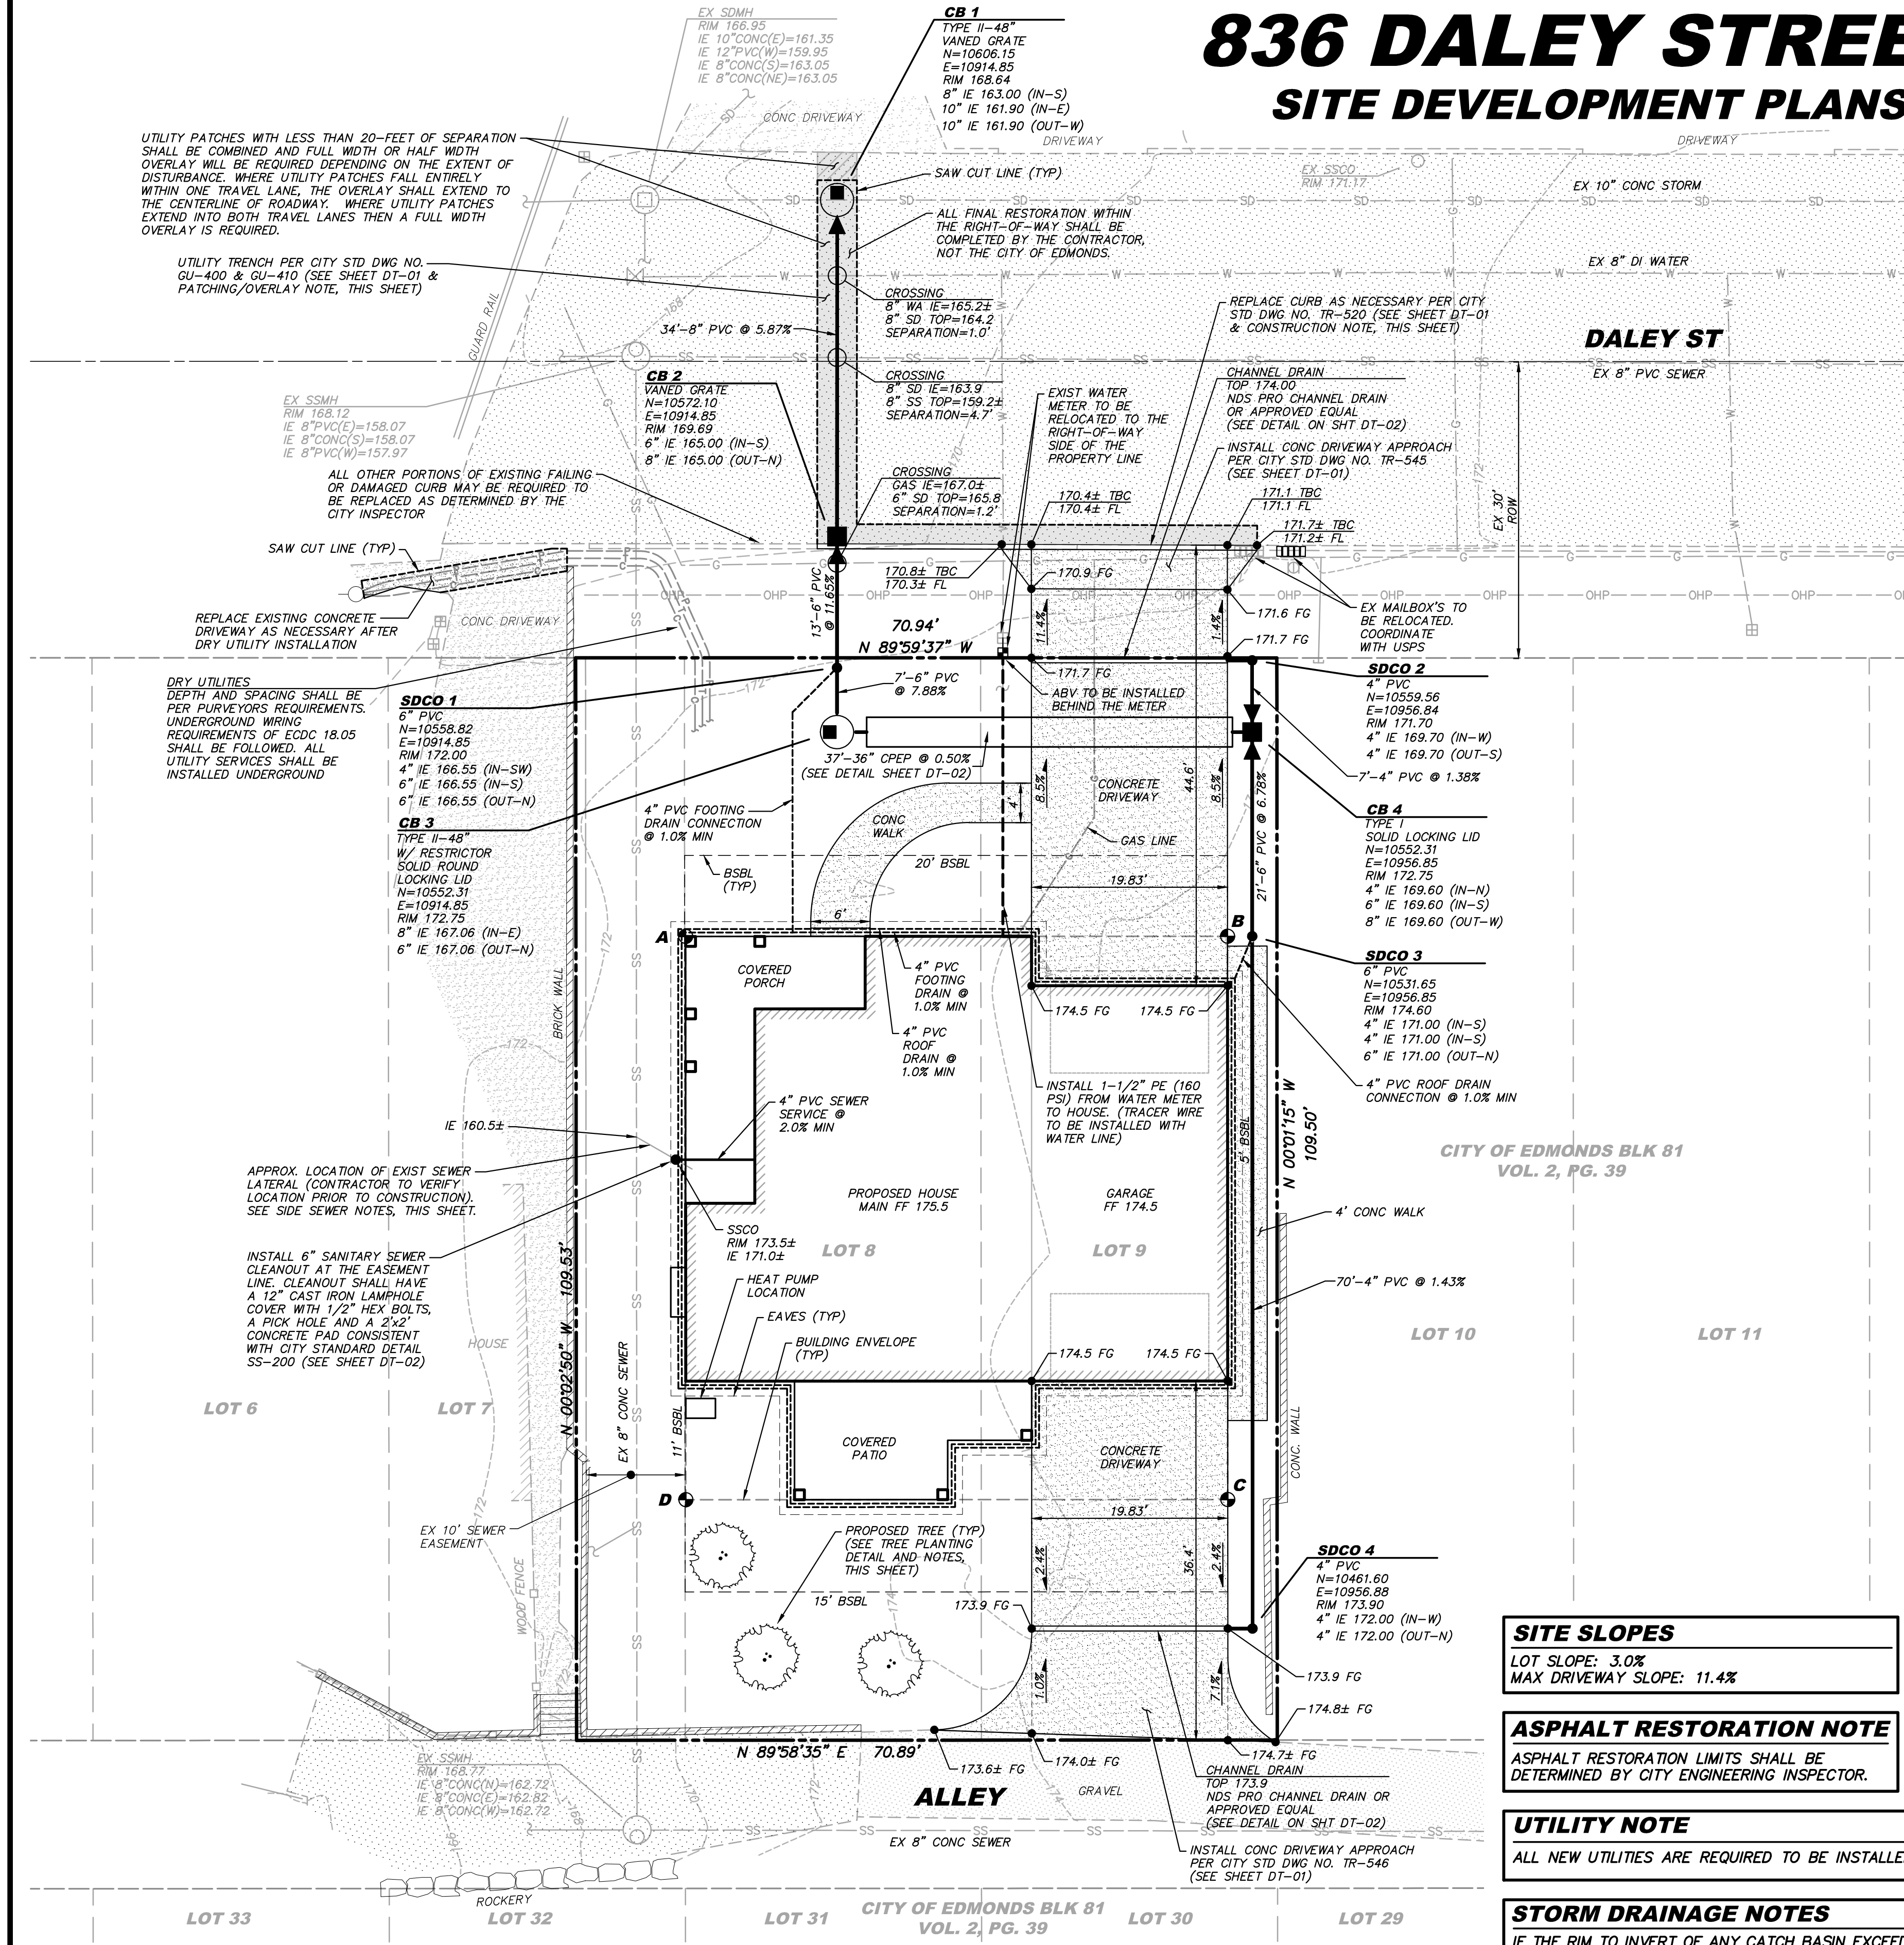 836 DALEY STREE
SITE DEVELOPMENT PLANS
EX SDMH
RIM 166.95
IE 10"CONC(E)=161.35
IE 12"PVC(W)=159.95
IE 8"CONC(S)=163.05
IE 8"CONC(NE)=163.05
CB 1
TYPE II-48"
VANED GRATE
N=10606.15
E=10914.85
RIM 168.64
8" IE 163.00 (IN-S)
10" IE 161.90 (IN-E)
10" IE 161.90 (OUT-W)
CONC DRIVEWAY
DRIVEWAY
DRIVEWAY
UTILITY PATCHES WITH LESS THAN 20-FEET OF SEPARATION
SHALL BE COMBINED AND FULL WIDTH OR HALF WIDTH
OVERLAY WILL BE REQUIRED DEPENDING ON THE EXTENT OF
DISTURBANCE. WHERE UTILITY PATCHES FALL ENTIRELY
WITHIN ONE TRAVEL LANE, THE OVERLAY SHALL EXTEND TO
THE CENTERLINE OF ROADWAY. WHERE UTILITY PATCHES
EXTEND INTO BOTH TRAVEL LANES THEN A FULL WIDTH
OVERLAY IS REQUIRED.
SAW CUT LINE (TYP)
EX SSCO
RIM 171.17
EX 10" CONC STORM
ALL FINAL RESTORATION WITHIN
THE RIGHT-OF-WAY SHALL BE
COMPLETED BY THE CONTRACTOR,
NOT THE CITY OF EDMONDS.
UTILITY TRENCH PER CITY STD DWG NO.
GU-400 & GU-410 (SEE SHEET DT-01 &
PATCHING/OVERLAY NOTE, THIS SHEET)
EX 8" DI WATER
GUARD RAIL
168
34'-8" PVC @ 5.87%
CROSSING
8" WA IE=165.2±
8" SD TOP=164.2
SEPARATION=1.0'
REPLACE CURB AS NECESSARY PER CITY
STD DWG NO. TR-520 (SEE SHEET DT-01
& CONSTRUCTION NOTE, THIS SHEET)
DALEY ST
EX 8" PVC SEWER
CROSSING
8" SD IE=163.9
8" SS TOP=159.2±
SEPARATION=4.7'
CB 2
VANED GRATE
N=10572.10
E=10914.85
RIM 169.69
6" IE 165.00 (IN-S)
8" IE 165.00 (OUT-N)
EXIST WATER
METER TO BE
RELOCATED TO THE
RIGHT-OF-WAY
SIDE OF THE
PROPERTY LINE
CHANNEL DRAIN
TOP 174.00
NDS PRO CHANNEL DRAIN
OR APPROVED EQUAL
(SEE DETAIL ON SHT DT-02)
EX SSMH
RIM 168.12
IE 8"PVC(E)=158.07
IE 8"CONC(S)=158.07
IE 8"PVC(W)=157.97
INSTALL CONC DRIVEWAY APPROACH
PER CITY STD DWG NO. TR-545
(SEE SHEET DT-01)
ALL OTHER PORTIONS OF EXISTING FAILING
OR DAMAGED CURB MAY BE REQUIRED TO
BE REPLACED AS DETERMINED BY THE
CITY INSPECTOR
CROSSING
GAS IE=167.0±
6" SD TOP=165.8
SEPARATION=1.2'
170
172
170.4± TBC
170.4± FL
171.1 TBC
171.1 FL
171.7± TBC
171.2± FL
EX 30'
ROW
SAW CUT LINE (TYP)
170.8± TBC
170.3± FL
170.9 FG
171.6 FG
171.7 FG
13'-6" PVC
@ 11.65%
OHP
11.4%
1.4%
EX MAILBOX'S TO
BE RELOCATED.
COORDINATE
WITH USPS
REPLACE EXISTING CONCRETE
DRIVEWAY AS NECESSARY AFTER
DRY UTILITY INSTALLATION
CONC DRIVEWAY
70.94'
N 89°59'37" W
171.7 FG
DRY UTILITIES
DEPTH AND SPACING SHALL BE
PER PURVEYORS REQUIREMENTS.
UNDERGROUND WIRING
REQUIREMENTS OF ECDC 18.05
SHALL BE FOLLOWED. ALL
UTILITY SERVICES SHALL BE
INSTALLED UNDERGROUND
SDCO 1
6" PVC
N=10558.82
E=10914.85
RIM 172.00
4" IE 166.55 (IN-SW)
6" IE 166.55 (IN-S)
6" IE 166.55 (OUT-N)
172
7'-6" PVC
@ 7.88%
ABV TO BE INSTALLED
BEHIND THE METER
SDCO 2
4" PVC
N=10559.56
E=10956.84
RIM 171.70
4" IE 169.70 (IN-W)
4" IE 169.70 (OUT-S)
7'-4" PVC @ 1.38%
37'-36" CPEP @ 0.50%
(SEE DETAIL SHEET DT-02)
CB 3
TYPE II-48"
W/ RESTRICTOR
SOLID ROUND
LOCKING LID
N=10552.31
E=10914.85
RIM 172.75
8" IE 167.06 (IN-E)
6" IE 167.06 (OUT-N)
4" PVC FOOTING
DRAIN CONNECTION
@ 1.0% MIN
CONC
WALK
4'
8.5%
CONCRETE
DRIVEWAY
44.6'
8.5%
21'-6" PVC @ 6.78%
CB 4
TYPE I
SOLID LOCKING LID
N=10552.31
E=10956.85
RIM 172.75
4" IE 169.60 (IN-N)
6" IE 169.60 (IN-S)
8" IE 169.60 (OUT-W)
GAS LINE
BSBL
(TYP)
20' BSBL
19.83'
6'
A
B
172
SDCO 3
6" PVC
N=10531.65
E=10956.85
RIM 174.60
4" IE 171.00 (IN-S)
4" IE 171.00 (IN-S)
6" IE 171.00 (OUT-N)
COVERED
PORCH
4" PVC
FOOTING
DRAIN @
1.0% MIN
4" PVC
ROOF
DRAIN @
1.0% MIN
174.5 FG
174.5 FG
BRICK WALL
172
INSTALL 1-1/2" PE (160
PSI) FROM WATER METER
TO HOUSE. (TRACER WIRE
TO BE INSTALLED WITH
WATER LINE)
4" PVC ROOF DRAIN
CONNECTION @ 1.0% MIN
4" PVC SEWER
SERVICE @
2.0% MIN
IE 160.5±
5' BSBL
N 00°01'15" W
109.50'
CITY OF EDMONDS BLK 81
VOL. 2, PG. 39
APPROX. LOCATION OF EXIST SEWER
LATERAL (CONTRACTOR TO VERIFY
LOCATION PRIOR TO CONSTRUCTION).
SEE SIDE SEWER NOTES, THIS SHEET.
PROPOSED HOUSE
MAIN FF 175.5
GARAGE
FF 174.5
4' CONC WALK
SSCO
RIM 173.5±
IE 171.0±
LOT 8
LOT 9
INSTALL 6" SANITARY SEWER
CLEANOUT AT THE EASEMENT
LINE. CLEANOUT SHALL HAVE
A 12" CAST IRON LAMPHOLE
COVER WITH 1/2" HEX BOLTS,
A PICK HOLE AND A 2'x2'
CONCRETE PAD CONSISTENT
WITH CITY STANDARD DETAIL
SS-200 (SEE SHEET DT-02)
HEAT PUMP
LOCATION
EAVES (TYP)
BUILDING ENVELOPE
(TYP)
70'-4" PVC @ 1.43%
HOUSE
N 00°02'50" W 109.53'
EX 8" CONC SEWER
LOT 10
LOT 11
174.5 FG
174.5 FG
LOT 6
LOT 7
11' BSBL
COVERED
PATIO
CONCRETE
DRIVEWAY
CONC. WALL
172
D
C
19.83'
EX 10' SEWER
EASEMENT
PROPOSED TREE (TYP)
(SEE TREE PLANTING
DETAIL AND NOTES,
THIS SHEET)
WOOD FENCE
2.4%
36.4'
2.4%
SDCO 4
4" PVC
N=10461.60
E=10956.88
RIM 173.90
4" IE 172.00 (IN-W)
4" IE 172.00 (OUT-N)
15' BSBL
174
173.9 FG
173.9 FG
1.0%
7.1%
172
174.8± FG
N 89°58'35" E 70.89'
173.6± FG
174.0± FG
174.7± FG
EX SSMH
RIM 168.77
IE 8"CONC(N)=162.72
IE 8"CONC(E)=162.82
IE 8"CONC(W)=162.72
168
170
172
174
ALLEY
GRAVEL
CHANNEL DRAIN
TOP 173.9
NDS PRO CHANNEL DRAIN OR
APPROVED EQUAL
(SEE DETAIL ON SHT DT-02)
EX 8" CONC SEWER
INSTALL CONC DRIVEWAY APPROACH
PER CITY STD DWG NO. TR-546
(SEE SHEET DT-01)
ROCKERY
LOT 33
LOT 32
LOT 31
CITY OF EDMONDS BLK 81
VOL. 2, PG. 39
LOT 30
LOT 29
SITE SLOPES
LOT SLOPE: 3.0%
MAX DRIVEWAY SLOPE: 11.4%
ASPHALT RESTORATION NOTE
ASPHALT RESTORATION LIMITS SHALL BE
DETERMINED BY CITY ENGINEERING INSPECTOR.
UTILITY NOTE
ALL NEW UTILITIES ARE REQUIRED TO BE INSTALLE
STORM DRAINAGE NOTES
IF THE RIM TO INVERT OF ANY CATCH BASIN EXCEE